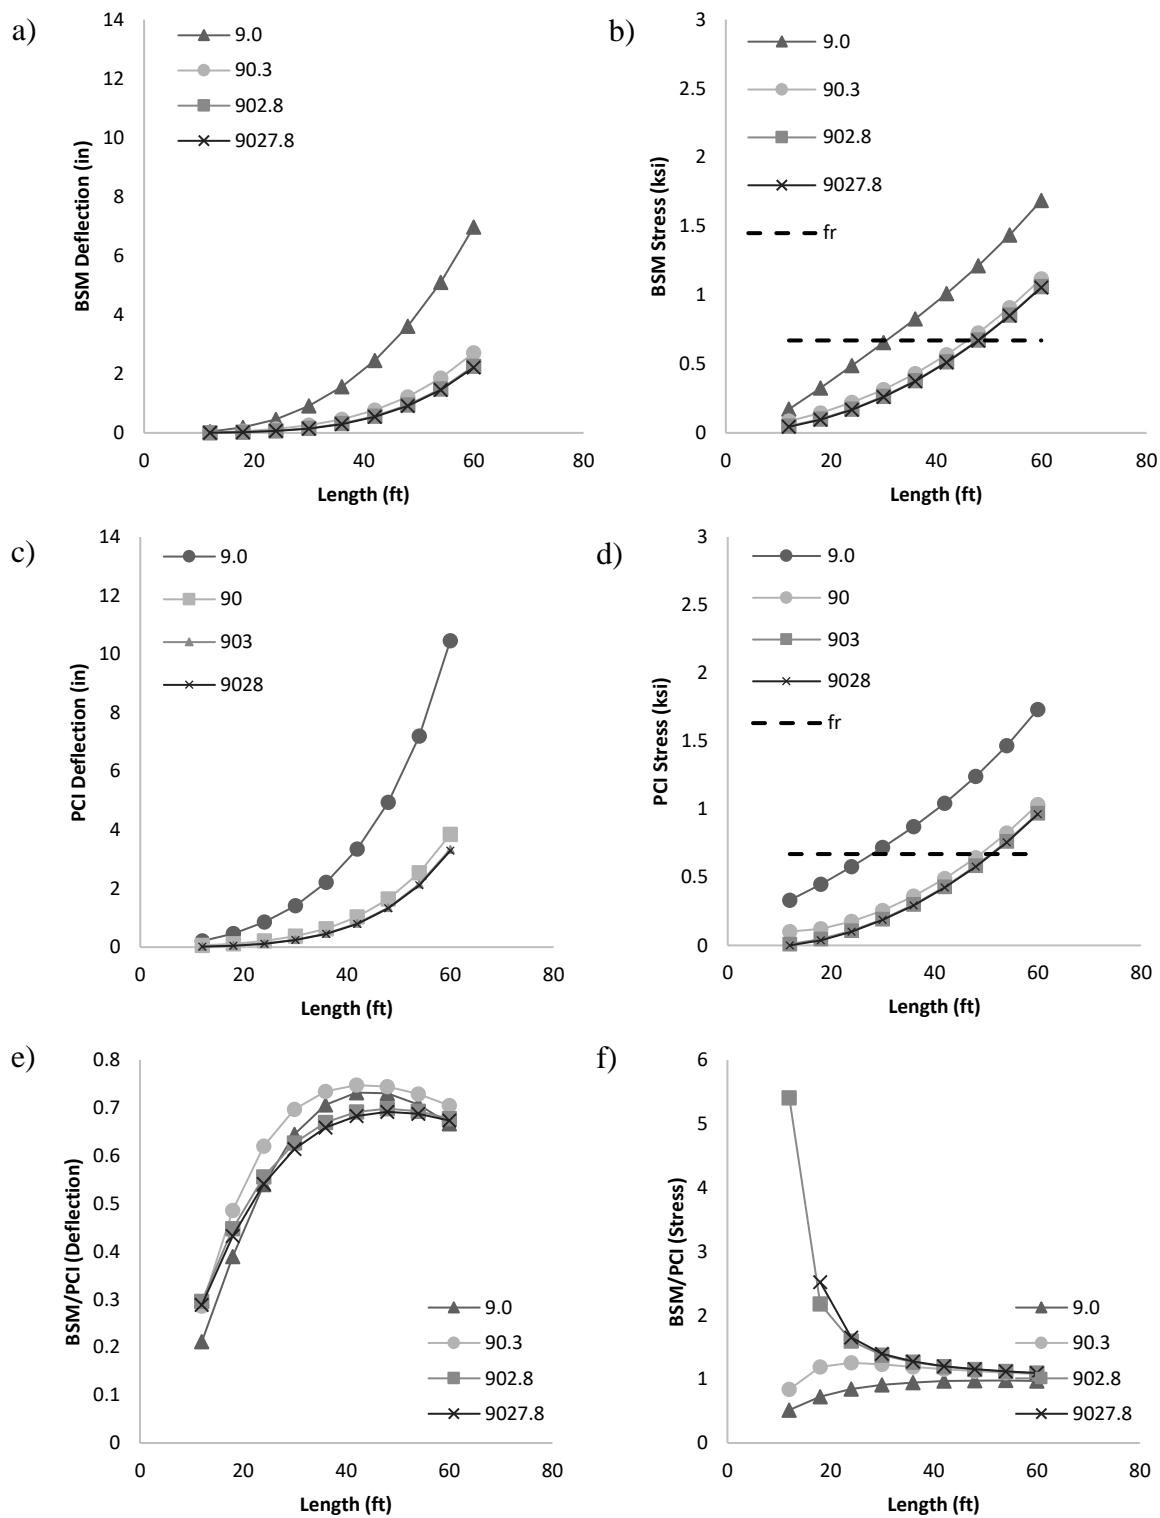 a)
BSM Deflection (in)
14
12
10
8
6
4
2
0
0 20 40 60 80
Length (ft)
9.0
90.3
902.8
9027.8
b)
BSM Stress (ksi)
3
2.5
2
1.5
1
0.5
0
0 20 40 60 80
Length (ft)
9.0
90.3
902.8
9027.8
fr
c)
PCI Deflection (in)
14
12
10
8
6
4
2
0
0 20 40 60 80
Length (ft)
9.0
90
903
9028
d)
PCI Stress (ksi)
3
2.5
2
1.5
1
0.5
0
0 20 40 60 80
Length (ft)
9.0
90
903
9028
fr
e)
BSM/PCI (Deflection)
0.8
0.7
0.6
0.5
0.4
0.3
0.2
0.1
0
0 20 40 60 80
Length (ft)
9.0
90.3
902.8
9027.8
f)
BSM/PCI (Stress)
6
5
4
3
2
1
0
0 20 40 60 80
Length (ft)
9.0
90.3
902.8
9027.8